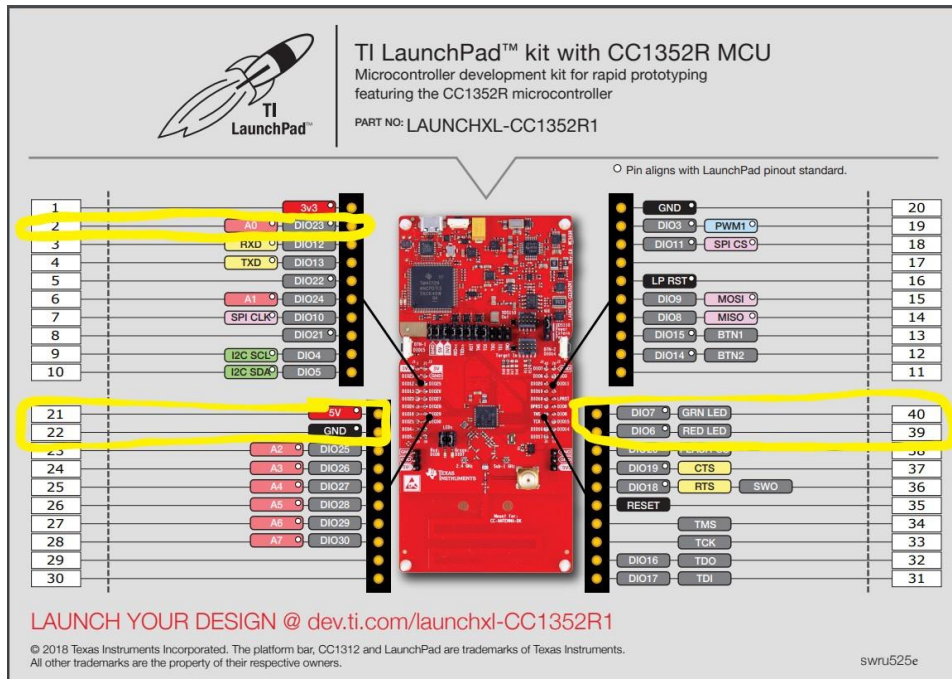 TI LaunchPad™ kit with CC1352R MCU
Microcontroller development kit for rapid prototyping
featuring the CC1352R microcontroller
PART NO: LAUNCHXL-CC1352R1
TI
LaunchPad™
Pin aligns with LaunchPad pinout standard.
1 3v3
2 A0 DIO23
3 RXD DIO12
4 TXD DIO13
5 DIO22
6 A1 DIO24
7 SPI CLK DIO10
8 DIO21
9 I2C SCL DIO4
10 I2C SDA DIO5
GND 20
DIO3 PWM1 19
DIO11 SPI CS 18
17
LP RST 16
DIO9 MOSI 15
DIO8 MISO 14
DIO15 BTN1 13
DIO14 BTN2 12
11
21 5V
22 GND
23 A2 DIO25
24 A3 DIO26
25 A4 DIO27
26 A5 DIO28
27 A6 DIO29
28 A7 DIO30
29
30
DIO7 GRN LED 40
DIO6 RED LED 39
38
DIO19 CTS 37
DIO18 RTS SWO 36
RESET 35
TMS 34
TCK 33
DIO16 TDO 32
DIO17 TDI 31
TEXAS
INSTRUMENTS
LAUNCH YOUR DESIGN @ dev.ti.com/launchxl-CC1352R1
© 2018 Texas Instruments Incorporated. The platform bar, CC1312 and LaunchPad are trademarks of Texas Instruments.
All other trademarks are the property of their respective owners.
swru525e